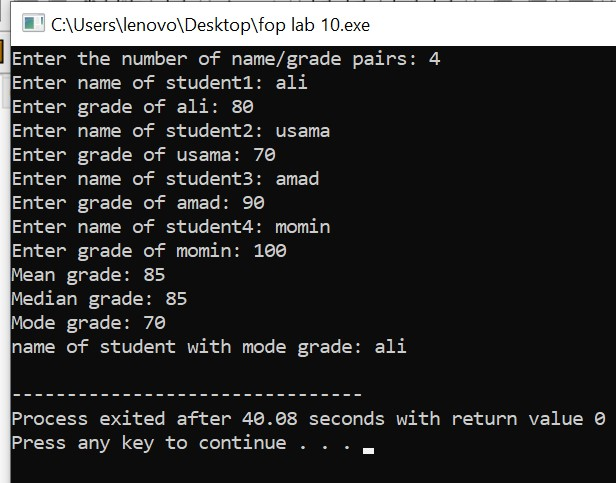 C:\Users\lenovo\Desktop\fop lab 10.exe
Enter the number of name/grade pairs: 4
Enter name of student1: ali
Enter grade of ali: 80
Enter name of student2: usama
Enter grade of usama: 70
Enter name of student3: amad
Enter grade of amad: 90
Enter name of student4: momin
Enter grade of momin: 100
Mean grade: 85
Median grade: 85
Mode grade: 70
name of student with mode grade: ali
--------------------------------
Process exited after 40.08 seconds with return value 0
Press any key to continue . . .